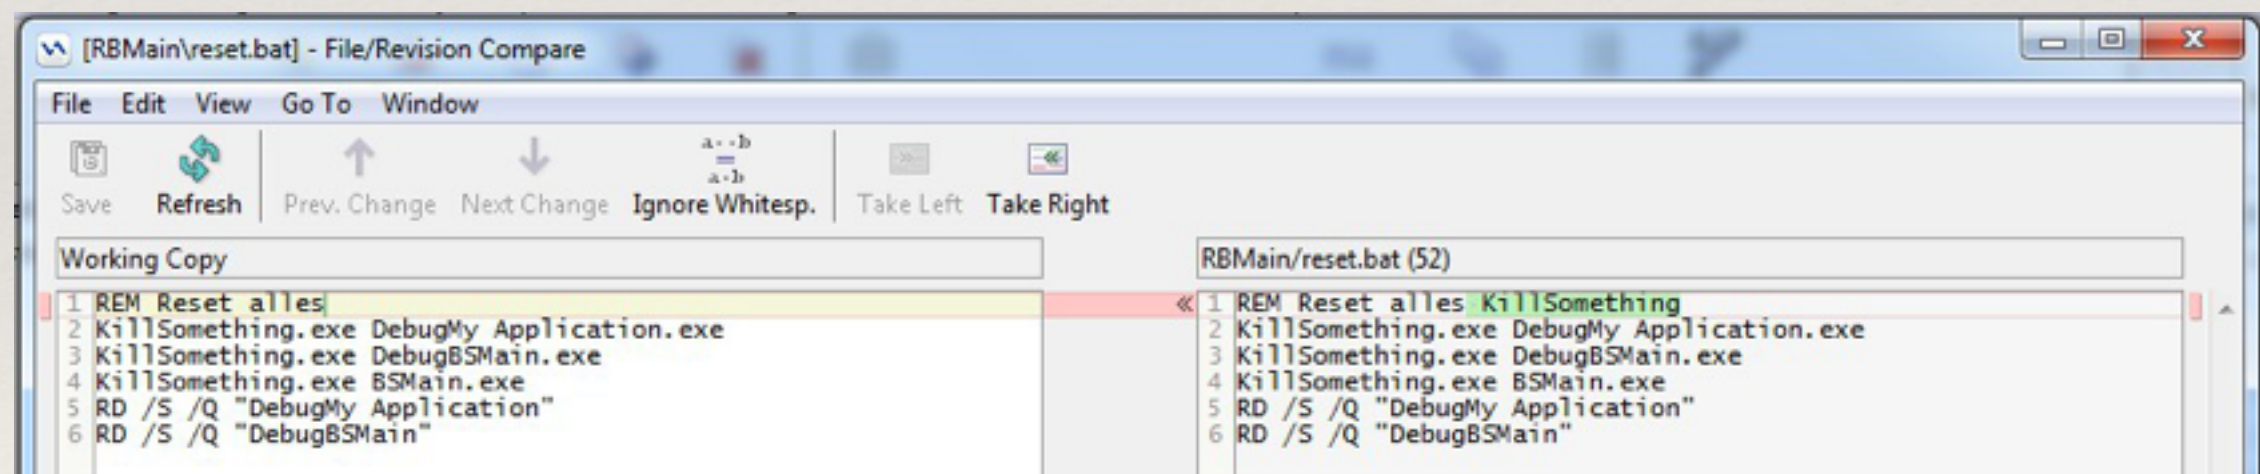 [RBMain\reset.bat] - File/Revision Compare
File Edit View Go To Window
a··b
=
a·b
Save Refresh Prev. Change Next Change Ignore Whitesp. Take Left Take Right
Working Copy
RBMain/reset.bat (52)
1 REM Reset alles
2 KillSomething.exe DebugMy Application.exe
3 KillSomething.exe DebugBSMain.exe
4 KillSomething.exe BSMain.exe
5 RD /S /Q "DebugMy Application"
6 RD /S /Q "DebugBSMain"
1 REM Reset alles KillSomething
2 KillSomething.exe DebugMy Application.exe
3 KillSomething.exe DebugBSMain.exe
4 KillSomething.exe BSMain.exe
5 RD /S /Q "DebugMy Application"
6 RD /S /Q "DebugBSMain"